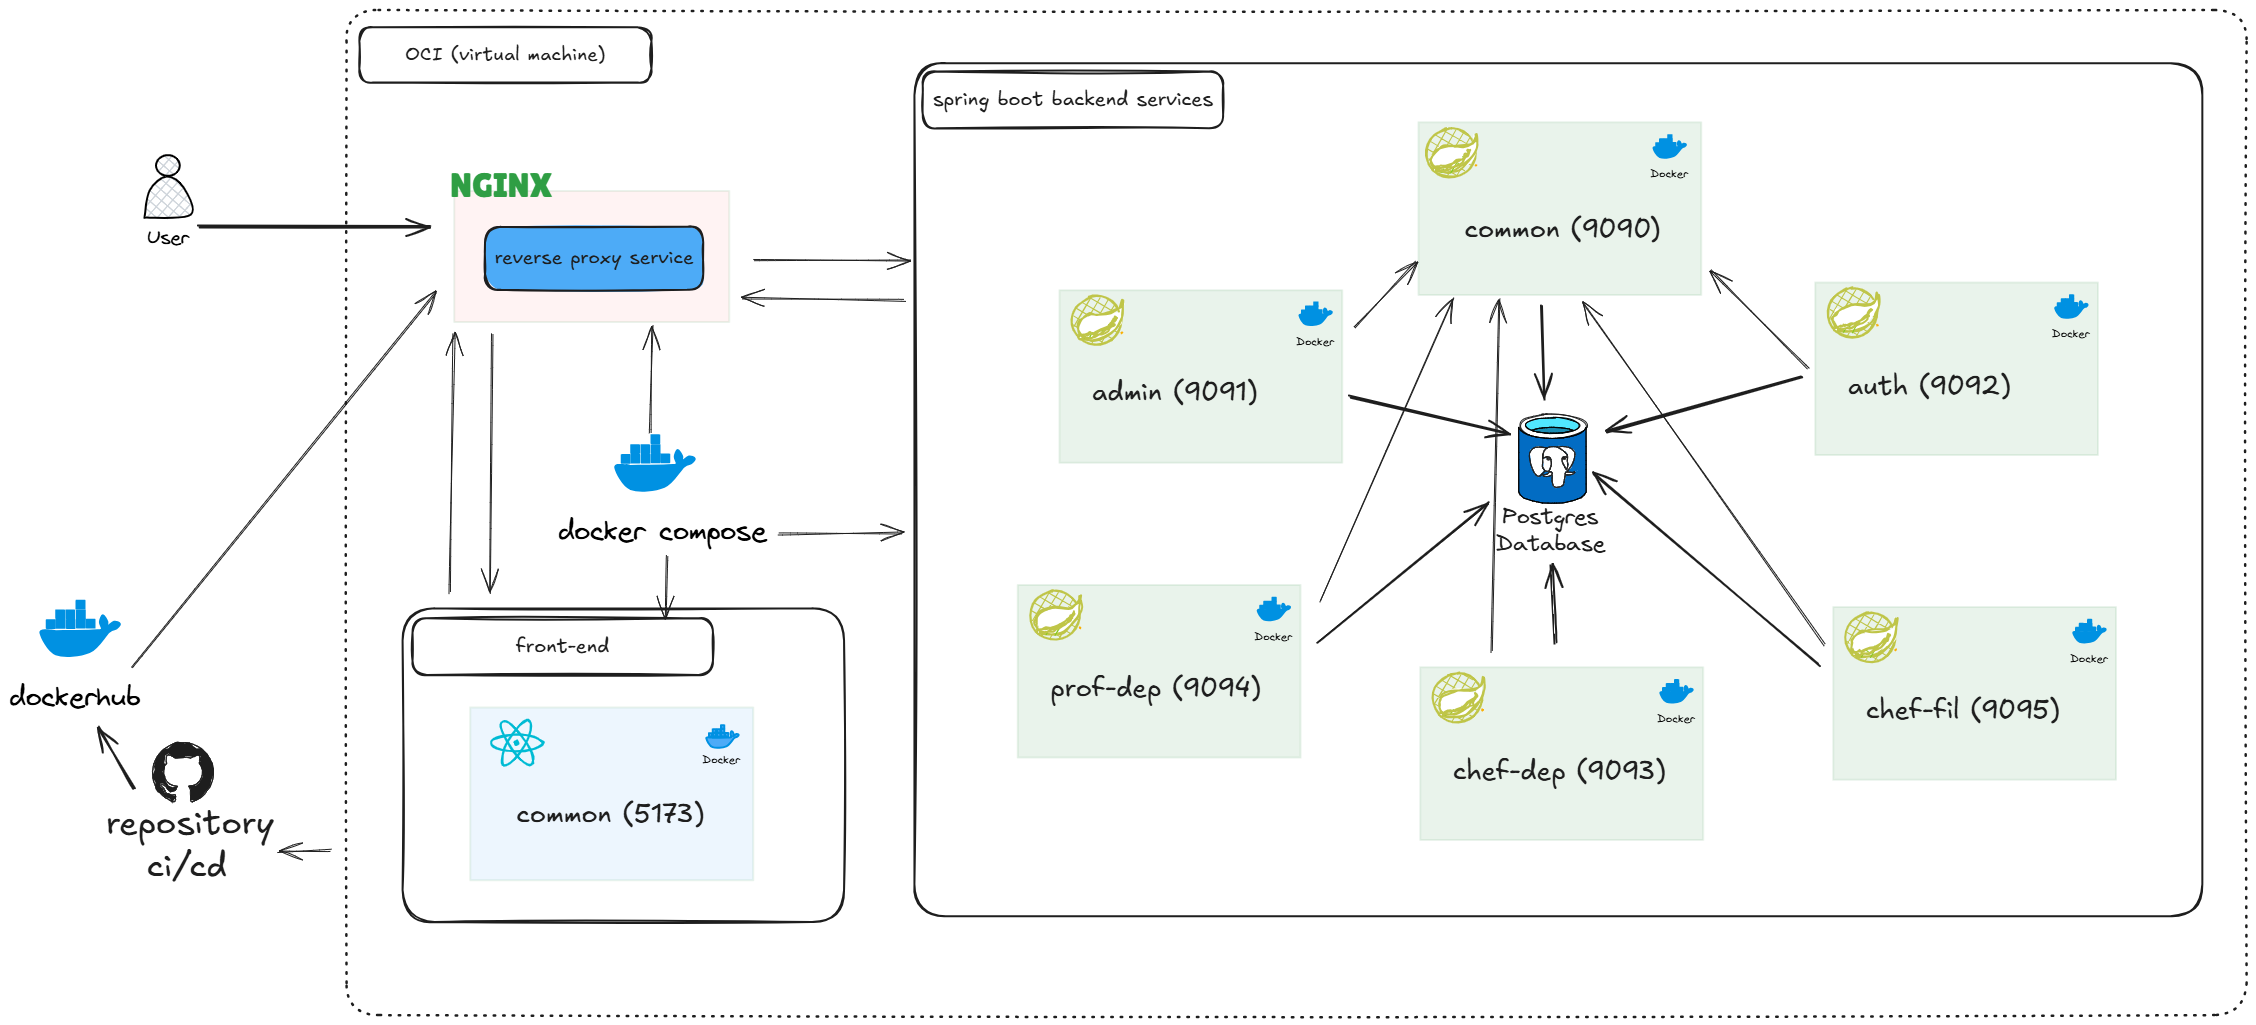 OCI (virtual machine)
spring boot backend services
NGINX
reverse proxy service
User
Docker
common (9090)
Docker
admin (9091)
Docker
auth (9092)
Postgres
Database
docker compose
dockerhub
repository
ci/cd
front-end
Docker
common (5173)
Docker
prof-dep (9094)
Docker
chef-dep (9093)
Docker
chef-fil (9095)